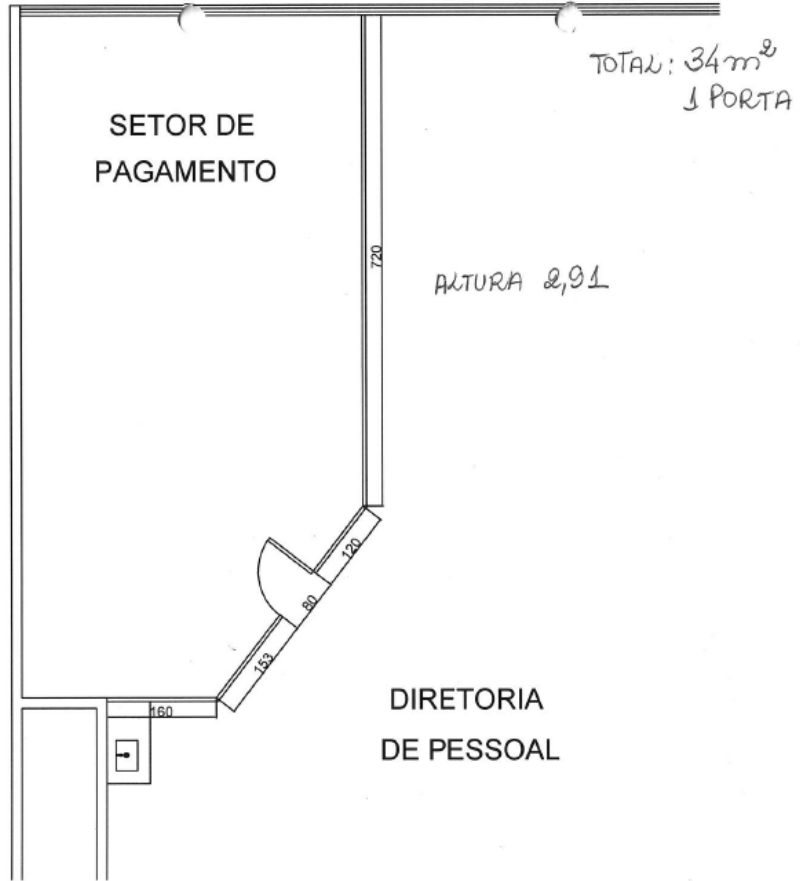 TOTAL: 34m²
1 PORTA
SETOR DE
PAGAMENTO
720
ALTURA 2,91
120
80
153
160
DIRETORIA
DE PESSOAL